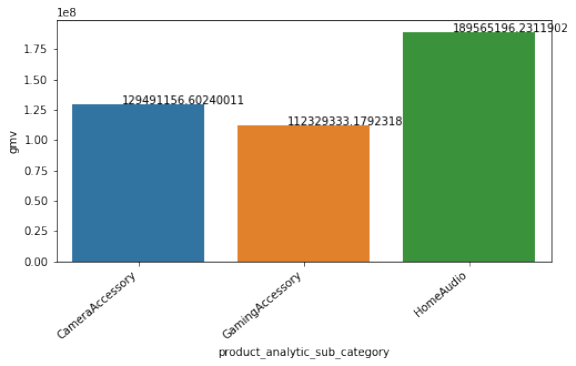 1e8
189565196.2311902
1.75
1.50
129491156.60240011
1.25
112329333.1792318
1.00
0.75
0.50
0.25
0.00
gmv
CameraAccessory
GamingAccessory
HomeAudio
product_analytic_sub_category